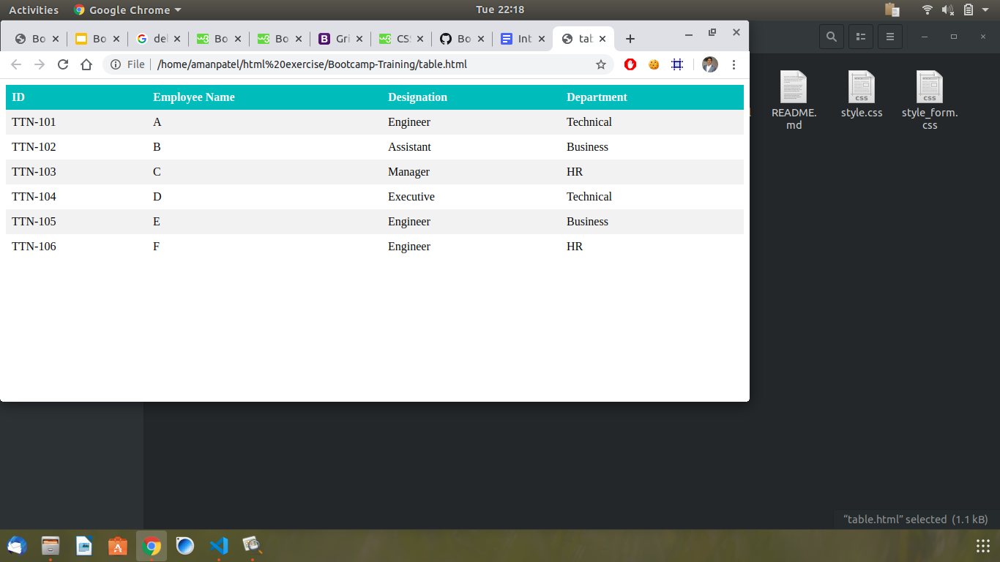 Activities Google Chrome Tue 22:18
Bo Bo del Bo Bo Gri CSS Bo Int tab
File /home/amanpatel/html%20exercise/Bootcamp-Training/table.html
ID Employee Name Designation Department
TTN-101 A Engineer Technical
TTN-102 B Assistant Business
TTN-103 C Manager HR
TTN-104 D Executive Technical
TTN-105 E Engineer Business
TTN-106 F Engineer HR
README.md style.css style_form.css
“table.html” selected (1.1 kB)